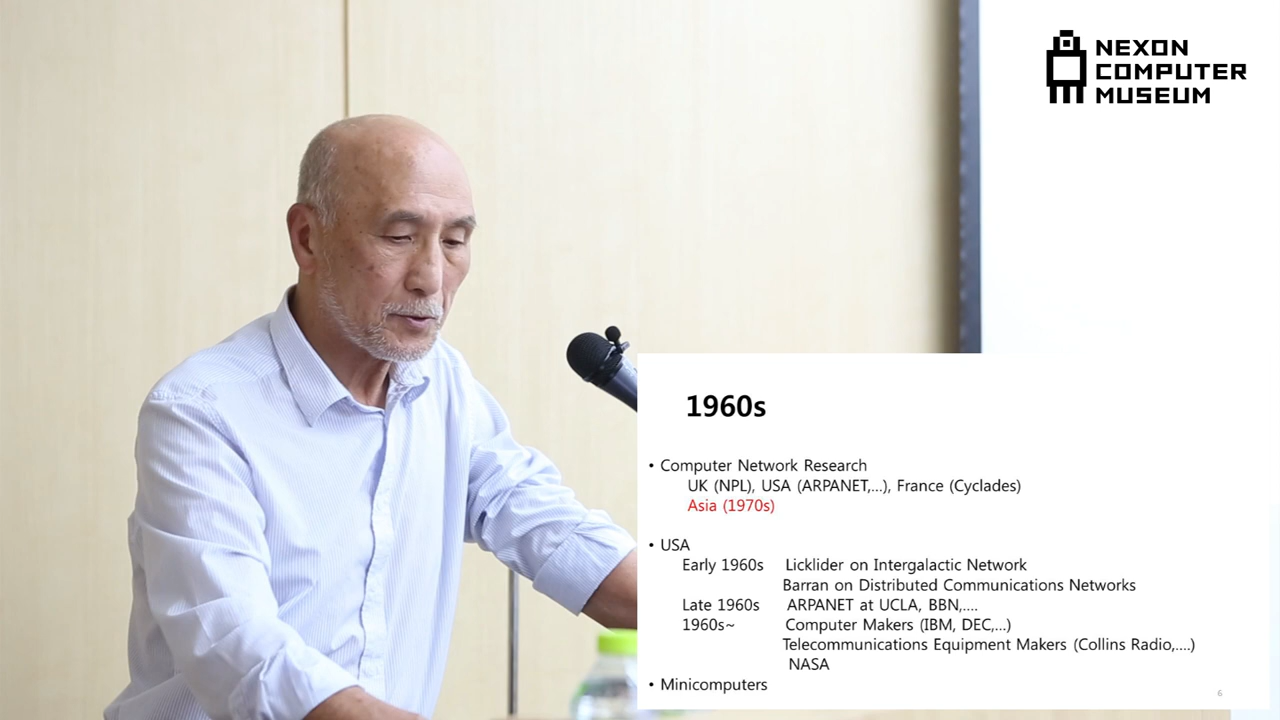 NEXON
COMPUTER
MUSEUM
1960s
• Computer Network Research
UK (NPL), USA (ARPANET,...), France (Cyclades)
Asia (1970s)
• USA
Early 1960s Licklider on Intergalactic Network
Barran on Distributed Communications Networks
Late 1960s ARPANET at UCLA, BBN,....
1960s~ Computer Makers (IBM, DEC,...)
Telecommunications Equipment Makers (Collins Radio,....)
NASA
• Minicomputers
6